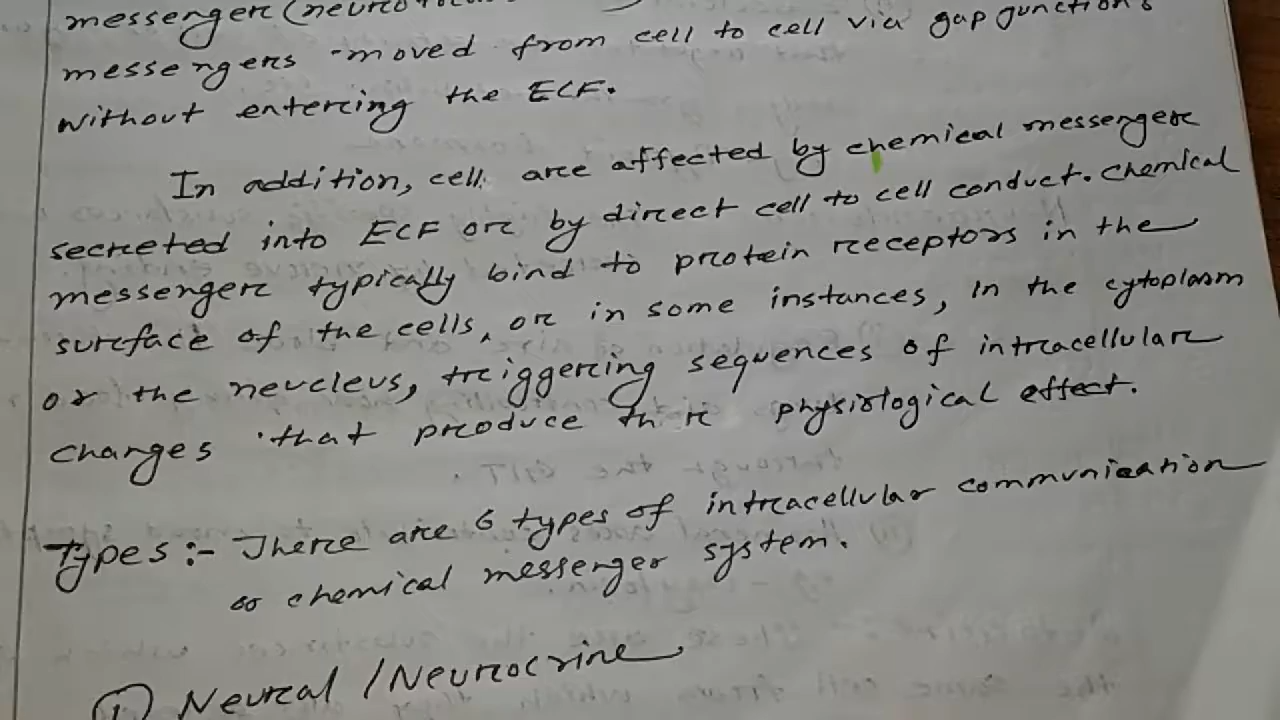 messenger (neuro
messengers moved from cell to cell via gap junctions
without entering the ECF.
In addition, cell are affected by chemical messenger
secreted into ECF or by direct cell to cell conduct. Chemical
messenger typically bind to protein receptors in the
surface of the cells, or in some instances, in the cytoplasm
or the neucleus, triggering sequences of intracellular
changes that produce physiological effect.
Types :- There are 6 types of intracellular communication
or chemical messenger system.
① Neural / Neurocrine